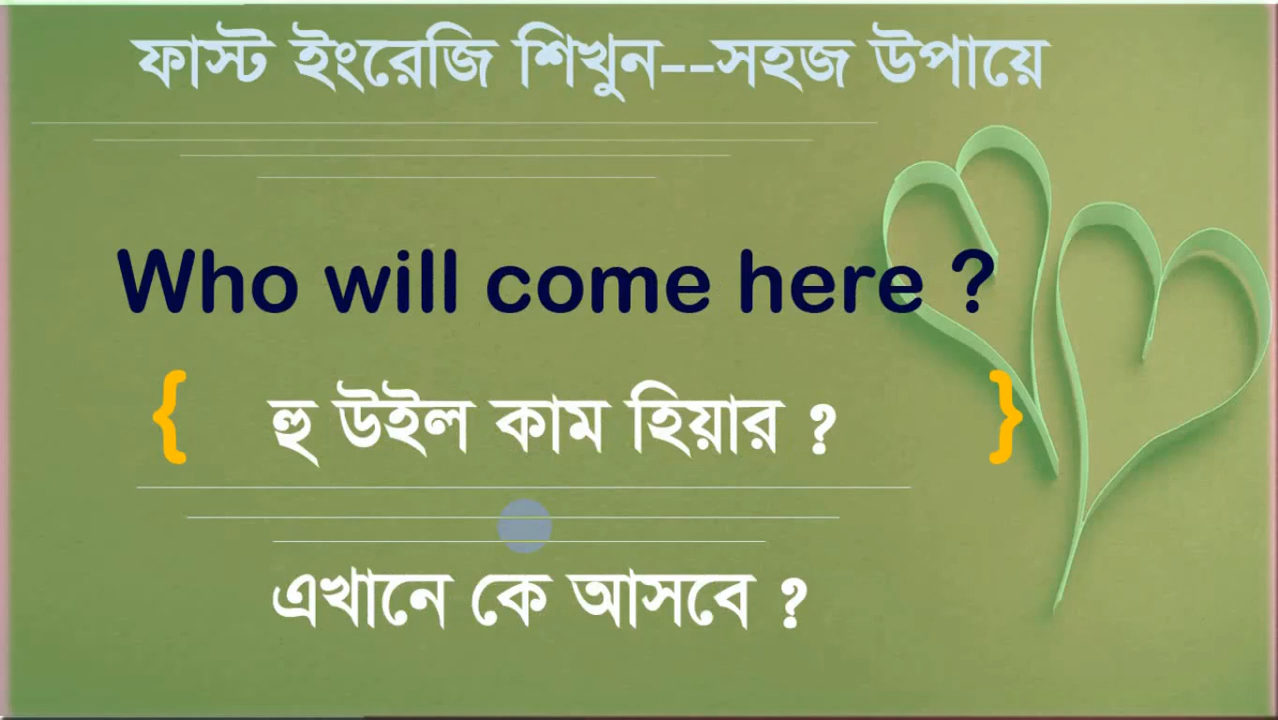 ফাস্ট ইংরেজি শিখুন--সহজ উপায়ে
Who will come here ?
{ হু উইল কাম হিয়ার ? }
এখানে কে আসবে ?